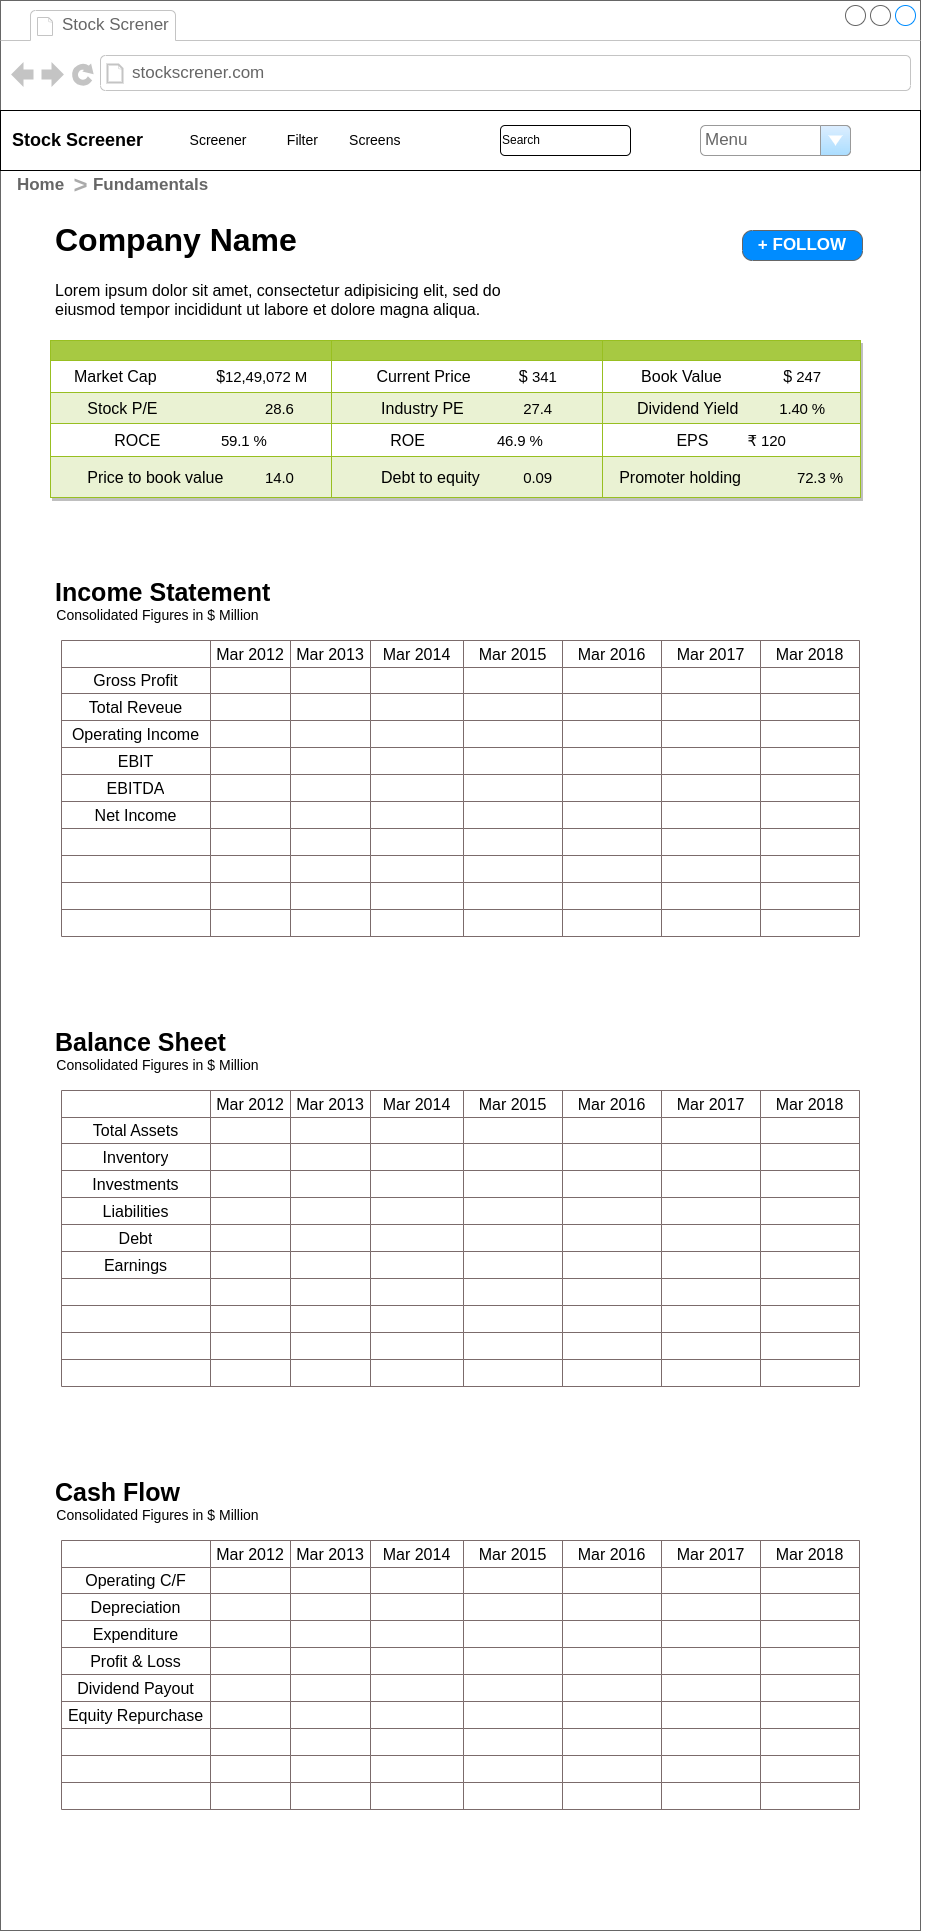 Stock Screner
stockscrener.com
Stock Screener Screener Filter Screens Search Menu
Home > Fundamentals
Company Name
+ FOLLOW
Lorem ipsum dolor sit amet, consectetur adipisicing elit, sed do
eiusmod tempor incididunt ut labore et dolore magna aliqua.
Market Cap $12,49,072 M Current Price $ 341 Book Value $ 247
Stock P/E 28.6 Industry PE 27.4 Dividend Yield 1.40 %
ROCE 59.1 % ROE 46.9 % EPS ₹ 120
Price to book value 14.0 Debt to equity 0.09 Promoter holding 72.3 %
Income Statement
Consolidated Figures in $ Million
Mar 2012 Mar 2013 Mar 2014 Mar 2015 Mar 2016 Mar 2017 Mar 2018
Gross Profit
Total Reveue
Operating Income
EBIT
EBITDA
Net Income
Balance Sheet
Consolidated Figures in $ Million
Mar 2012 Mar 2013 Mar 2014 Mar 2015 Mar 2016 Mar 2017 Mar 2018
Total Assets
Inventory
Investments
Liabilities
Debt
Earnings
Cash Flow
Consolidated Figures in $ Million
Mar 2012 Mar 2013 Mar 2014 Mar 2015 Mar 2016 Mar 2017 Mar 2018
Operating C/F
Depreciation
Expenditure
Profit & Loss
Dividend Payout
Equity Repurchase